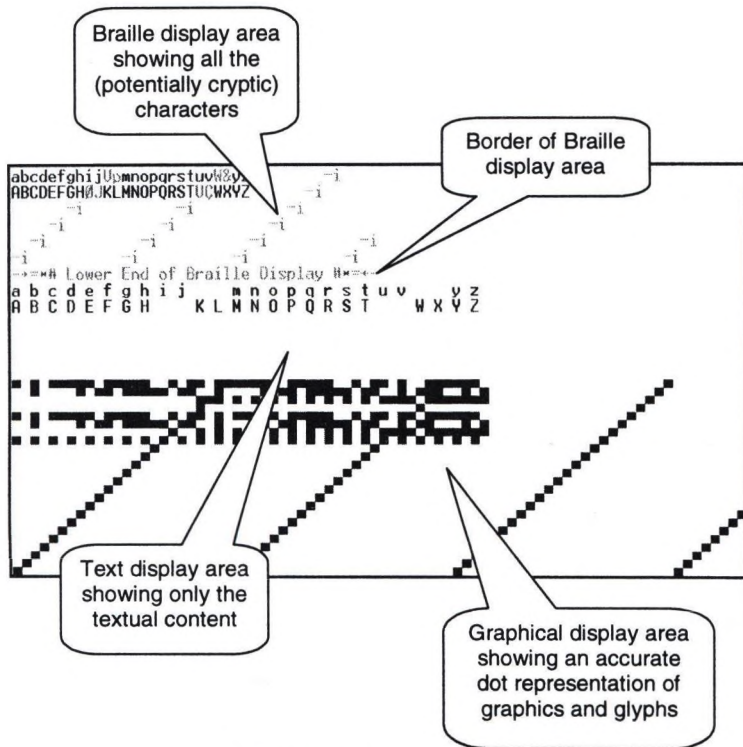 Braille display area
showing all the
(potentially cryptic)
characters
Border of Braille
display area
abcdefghijUpmnopqrstuvW&yz
ABCDEFGHØJKLMNOPQRSTUÇWXYZ
-i
-i -i
-i -i -i
-i -i -i -i
-i -i -i -i
Lower End of Braille Display
a b c d e f g h i j m n o p q r s t u v y z
A B C D E F G H K L M N O P Q R S T W X Y Z
Text display area
showing only the
textual content
Graphical display area
showing an accurate
dot representation of
graphics and glyphs